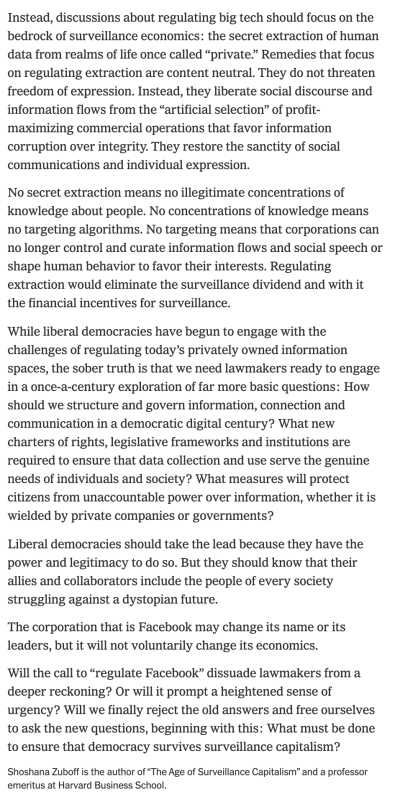 Instead, discussions about regulating big tech should focus on the
bedrock of surveillance economics: the secret extraction of human
data from realms of life once called “private.” Remedies that focus
on regulating extraction are content neutral. They do not threaten
freedom of expression. Instead, they liberate social discourse and
information flows from the “artificial selection” of profit-
maximizing commercial operations that favor information
corruption over integrity. They restore the sanctity of social
communications and individual expression.
No secret extraction means no illegitimate concentrations of
knowledge about people. No concentrations of knowledge means
no targeting algorithms. No targeting means that corporations can
no longer control and curate information flows and social speech or
shape human behavior to favor their interests. Regulating
extraction would eliminate the surveillance dividend and with it
the financial incentives for surveillance.
While liberal democracies have begun to engage with the
challenges of regulating today’s privately owned information
spaces, the sober truth is that we need lawmakers ready to engage
in a once-a-century exploration of far more basic questions: How
should we structure and govern information, connection and
communication in a democratic digital century? What new
charters of rights, legislative frameworks and institutions are
required to ensure that data collection and use serve the genuine
needs of individuals and society? What measures will protect
citizens from unaccountable power over information, whether it is
wielded by private companies or governments?
Liberal democracies should take the lead because they have the
power and legitimacy to do so. But they should know that their
allies and collaborators include the people of every society
struggling against a dystopian future.
The corporation that is Facebook may change its name or its
leaders, but it will not voluntarily change its economics.
Will the call to “regulate Facebook” dissuade lawmakers from a
deeper reckoning? Or will it prompt a heightened sense of
urgency? Will we finally reject the old answers and free ourselves
to ask the new questions, beginning with this: What must be done
to ensure that democracy survives surveillance capitalism?
Shoshana Zuboff is the author of “The Age of Surveillance Capitalism” and a professor
emeritus at Harvard Business School.